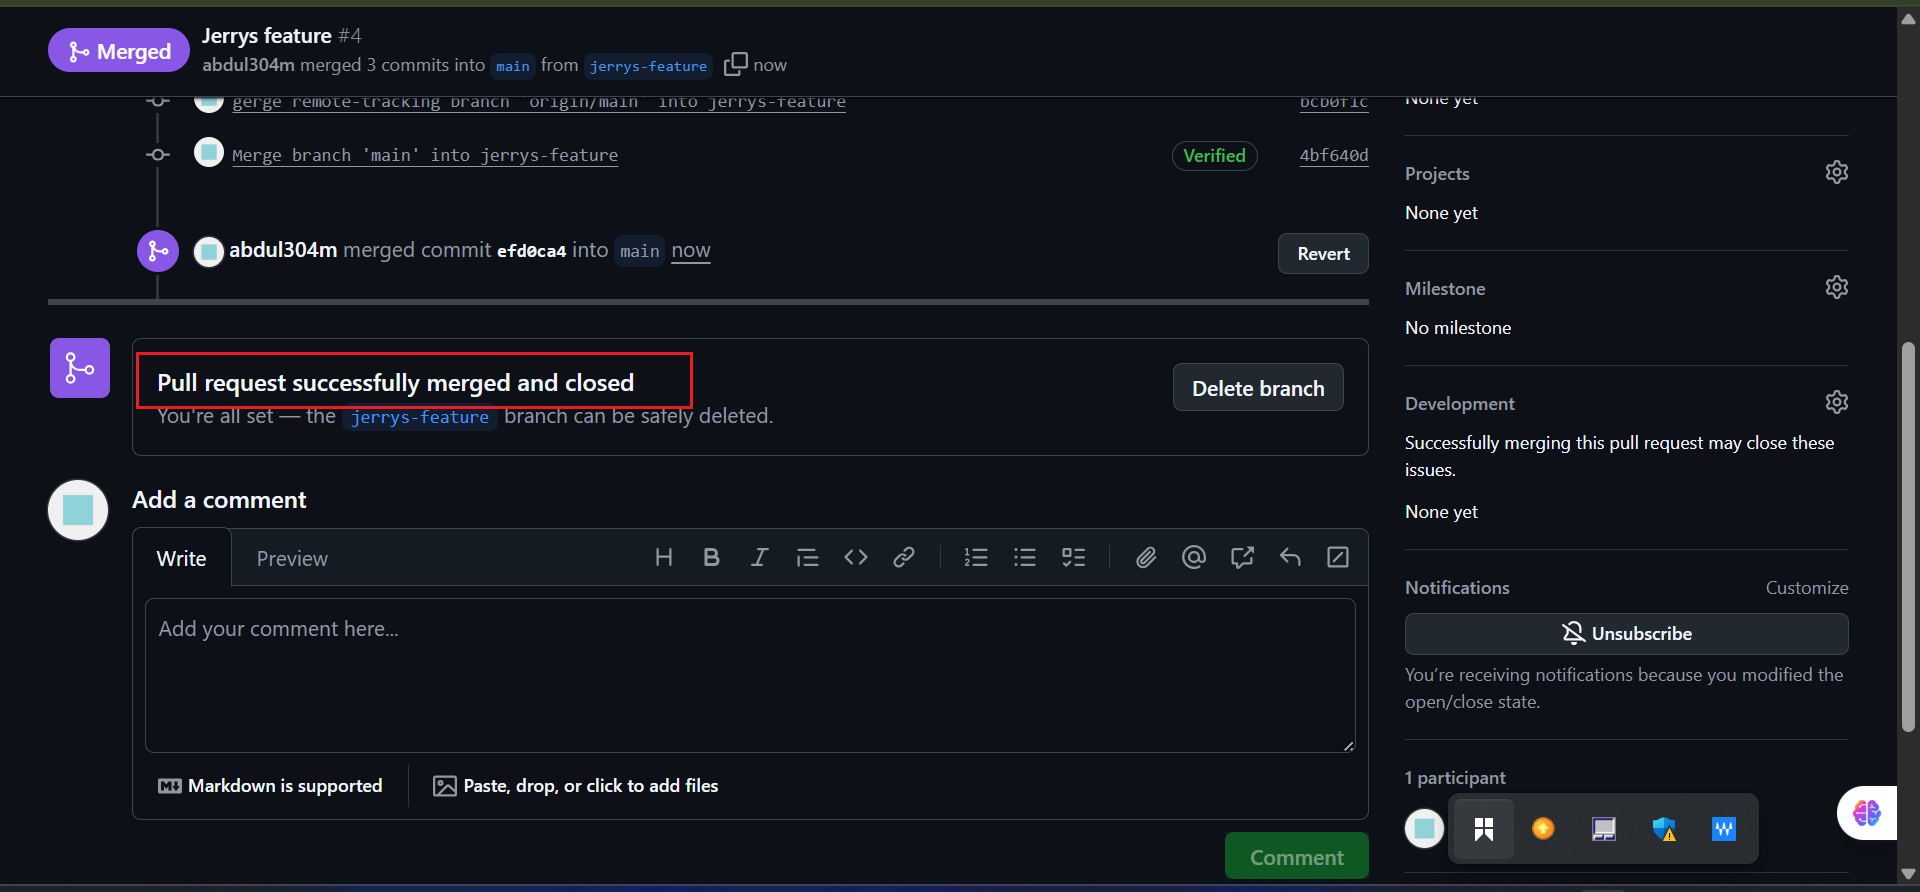 Merged
Jerrys feature #4
abdul304m merged 3 commits into main from jerrys-feature now
gerge remote-tracking branch 'origin/main' into jerrys-feature
bcb0f1c
None yet
Merge branch 'main' into jerrys-feature
Verified
4bf640d
abdul304m merged commit efd0ca4 into main now
Revert
Pull request successfully merged and closed
You're all set — the jerrys-feature branch can be safely deleted.
Delete branch
Add a comment
Write
Preview
Add your comment here...
Markdown is supported
Paste, drop, or click to add files
Comment
Projects
None yet
Milestone
No milestone
Development
Successfully merging this pull request may close these
issues.
None yet
Notifications
Customize
Unsubscribe
You’re receiving notifications because you modified the
open/close state.
1 participant